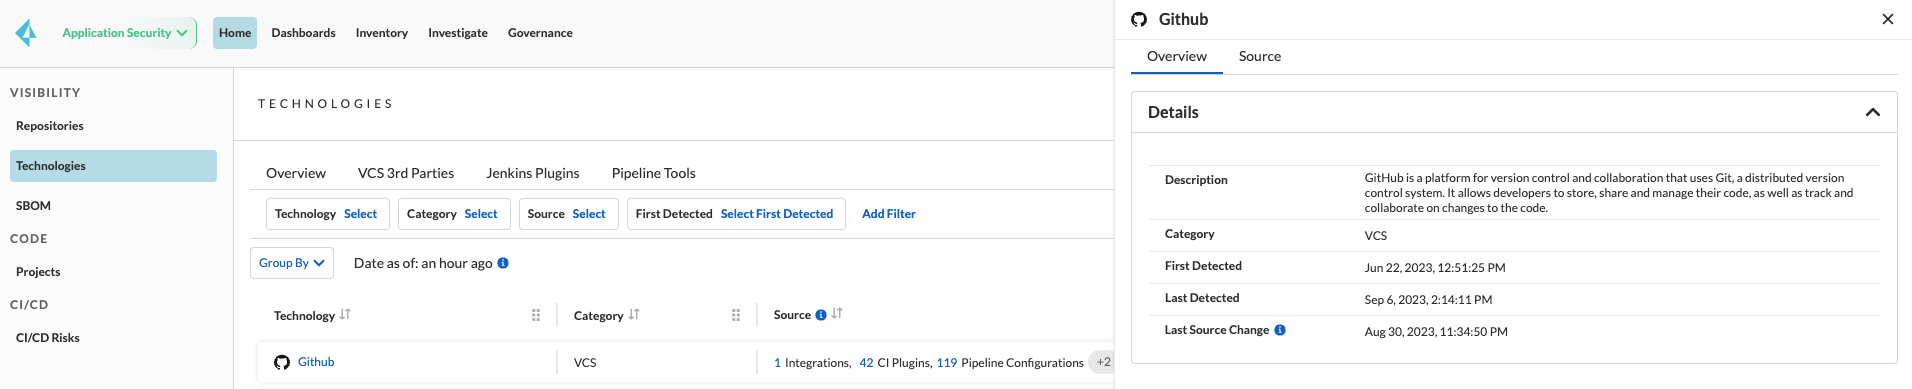 Application Security
Home
Dashboards
Inventory
Investigate
Governance
VISIBILITY
Repositories
Technologies
SBOM
CODE
Projects
CI/CD
CI/CD Risks
TECHNOLOGIES
Overview
VCS 3rd Parties
Jenkins Plugins
Pipeline Tools
Technology Select
Category Select
Source Select
First Detected Select First Detected
Add Filter
Group By
Date as of: an hour ago
Technology
Category
Source
Github
VCS
1 Integrations, 42 CI Plugins, 119 Pipeline Configurations +2
Github
Overview
Source
Details
Description
GitHub is a platform for version control and collaboration that uses Git, a distributed version
control system. It allows developers to store, share and manage their code, as well as track and
collaborate on changes to the code.
Category
VCS
First Detected
Jun 22, 2023, 12:51:25 PM
Last Detected
Sep 6, 2023, 2:14:11 PM
Last Source Change
Aug 30, 2023, 11:34:50 PM